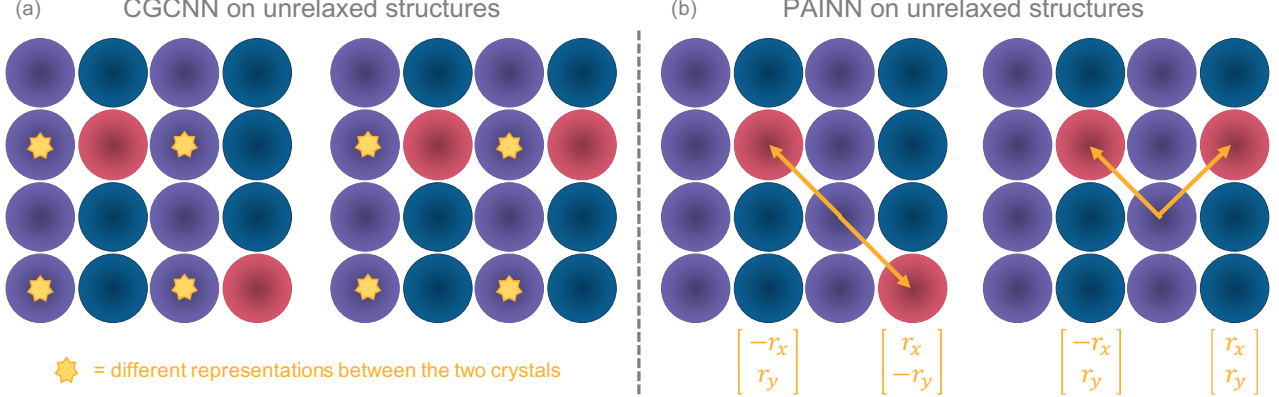 (a) CGCNN on unrelaxed structures
(b) PAINN on unrelaxed structures
= different representations between the two crystals
[-r_x r_y] [r_x -r_y] [-r_x r_y] [r_x r_y]